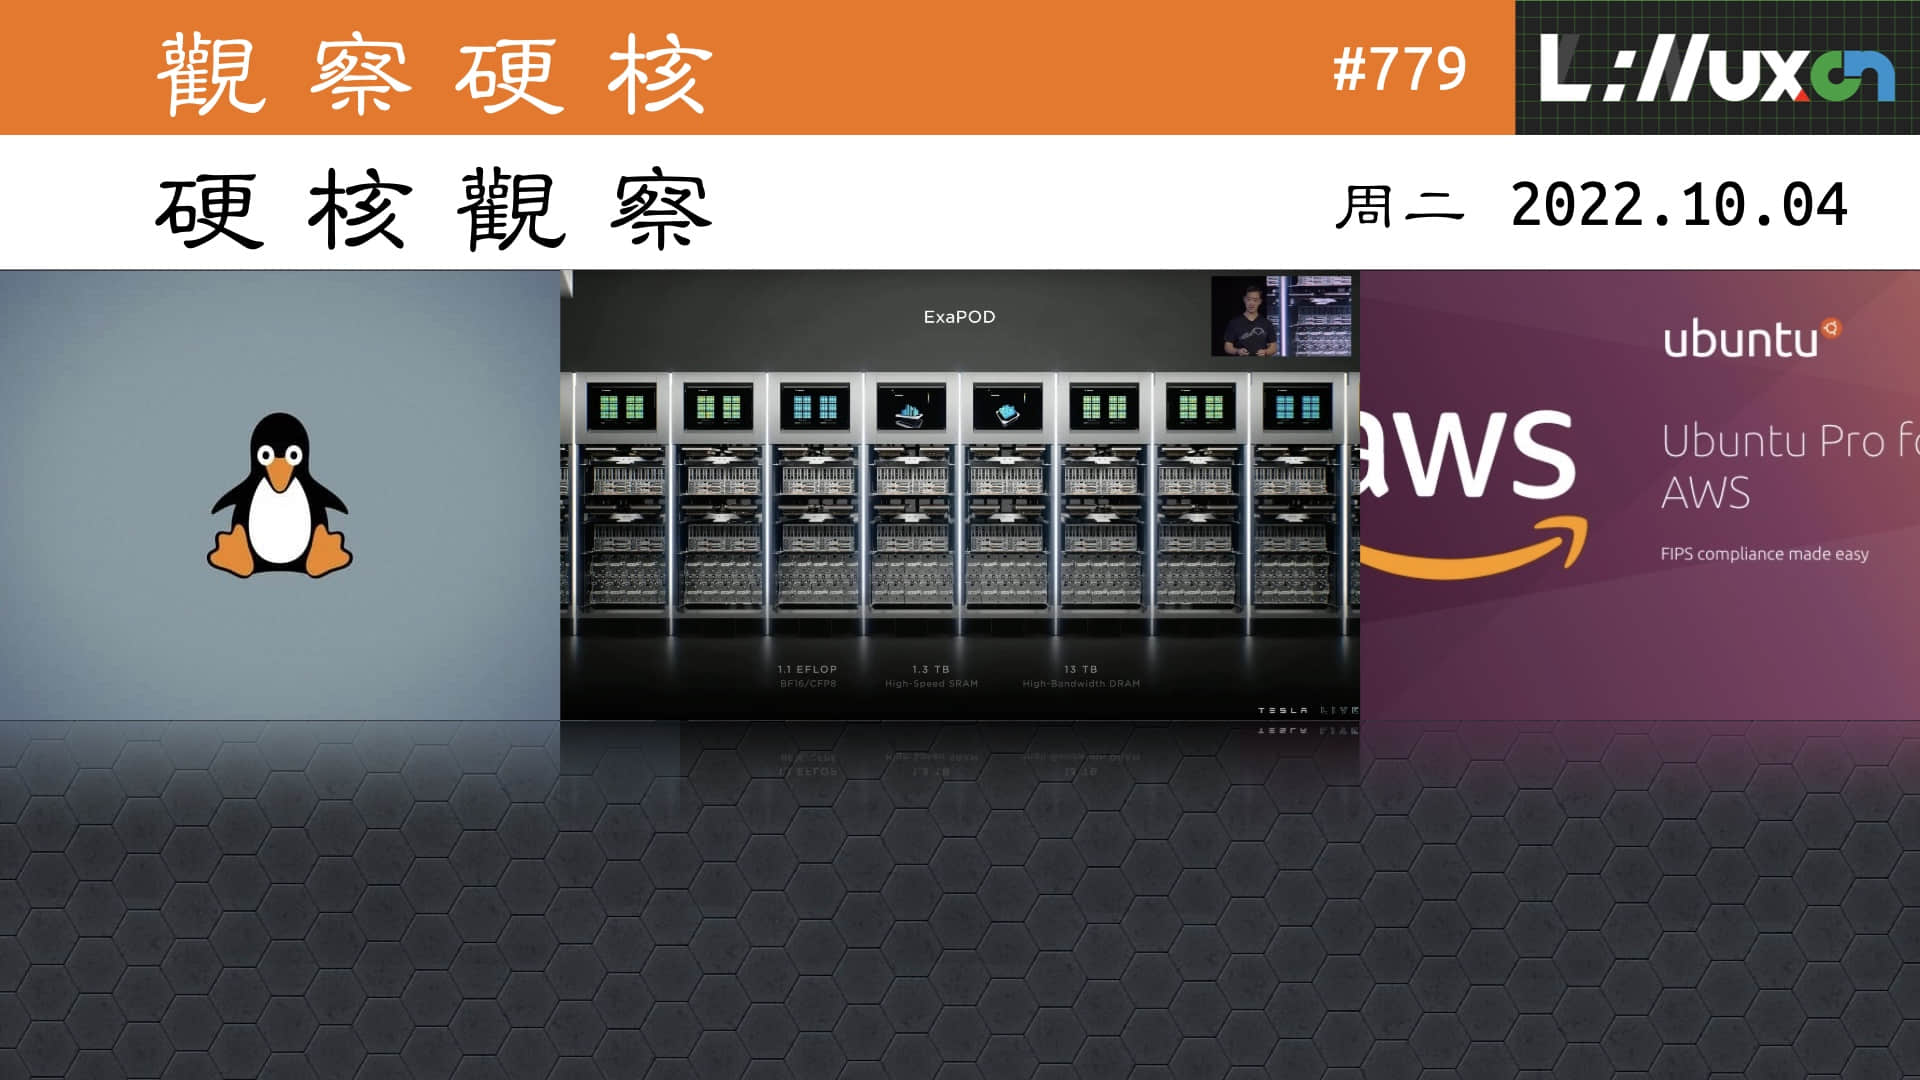 觀察硬核
#779
L://uxcn
硬核觀察
周二 2022.10.04
ExaPOD
1.1 EFLOP
BF16/CFP8
1.3 TB
High-Speed SRAM
13 TB
High-Bandwidth DRAM
TESLA LIVE
aws
ubuntu
Ubuntu Pro fo
AWS
FIPS compliance made easy